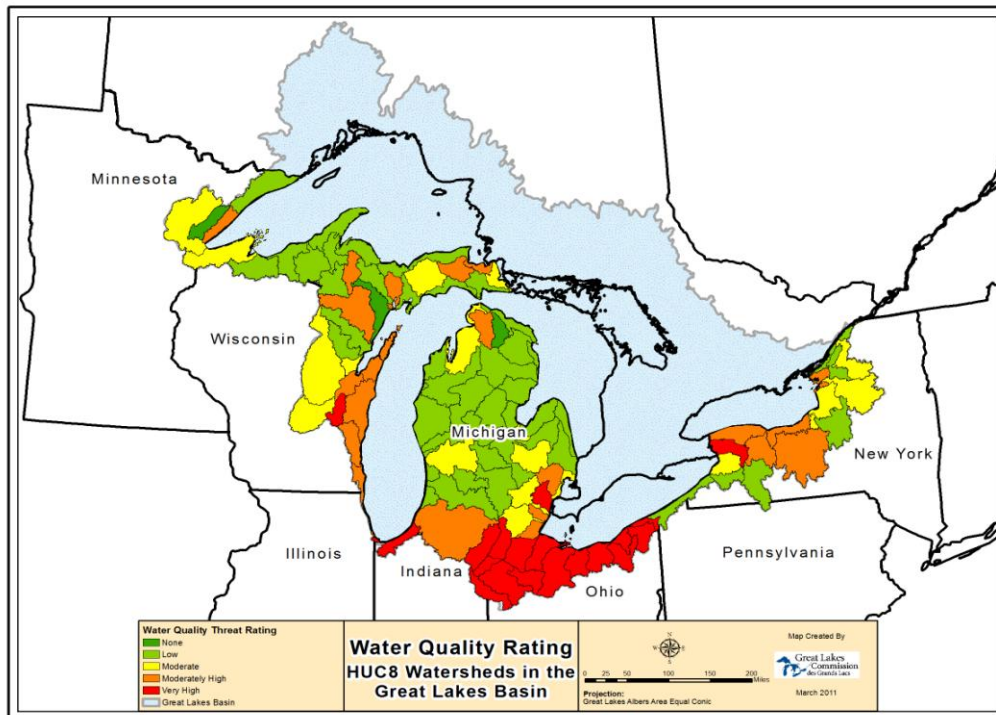 Minnesota
Wisconsin
Michigan
New York
Illinois
Indiana
Ohio
Pennsylvania
Water Quality Threat Rating
None
Low
Moderate
Moderately High
Very High
Great Lakes Basin
Water Quality Rating
HUC8 Watersheds in the
Great Lakes Basin
N
0 25 50 100 150 200
Miles
Projection:
Great Lakes Albers Area Equal Conic
Map Created By
Great Lakes
Commission
des Grands Lacs
March 2011